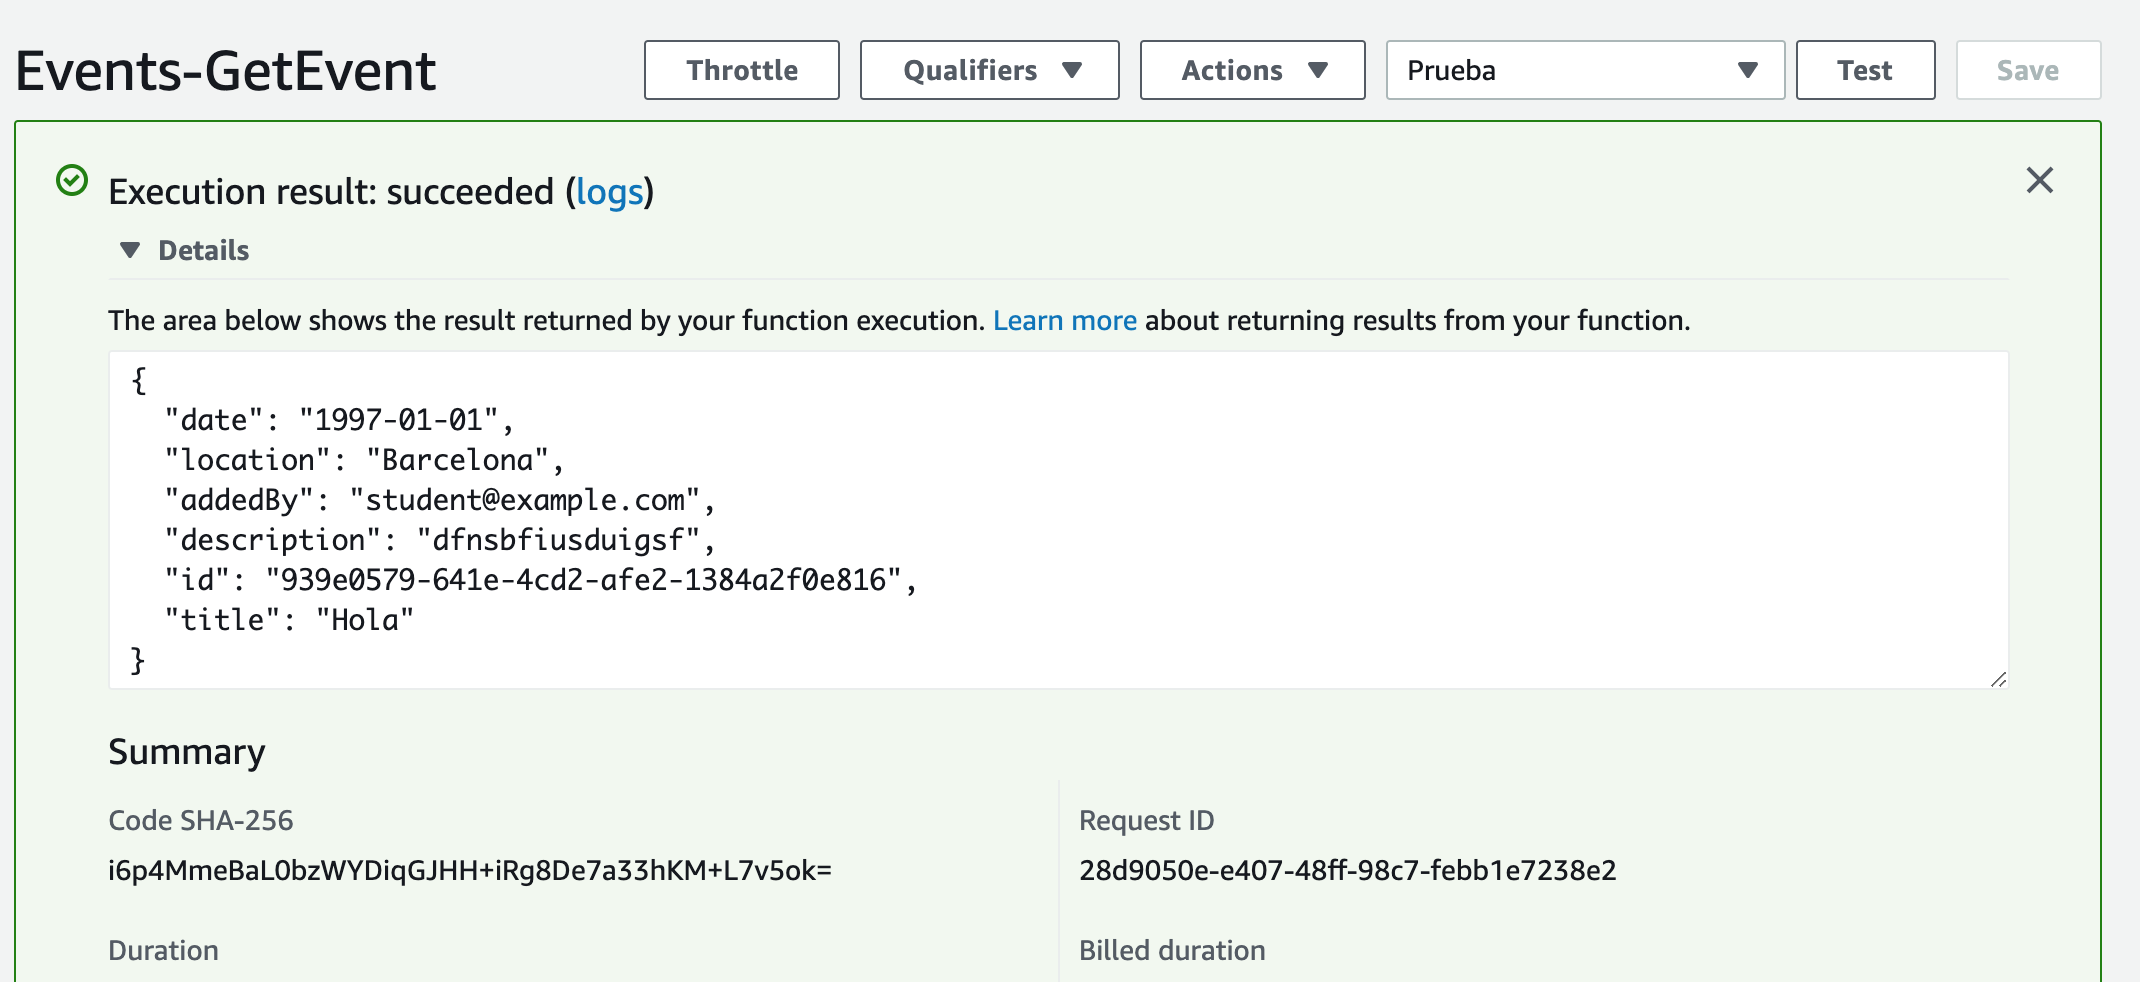 Events-GetEvent
Throttle
Qualifiers
Actions
Prueba
Test
Save
Execution result: succeeded (logs)
Details
The area below shows the result returned by your function execution. Learn more about returning results from your function.
{
  "date": "1997-01-01",
  "location": "Barcelona",
  "addedBy": "student@example.com",
  "description": "dfnsbfiusduigsf",
  "id": "939e0579-641e-4cd2-afe2-1384a2f0e816",
  "title": "Hola"
}
Summary
Code SHA-256
i6p4MmeBaL0bzWYDiqGJHH+iRg8De7a33hKM+L7v5ok=
Request ID
28d9050e-e407-48ff-98c7-febb1e7238e2
Duration
Billed duration